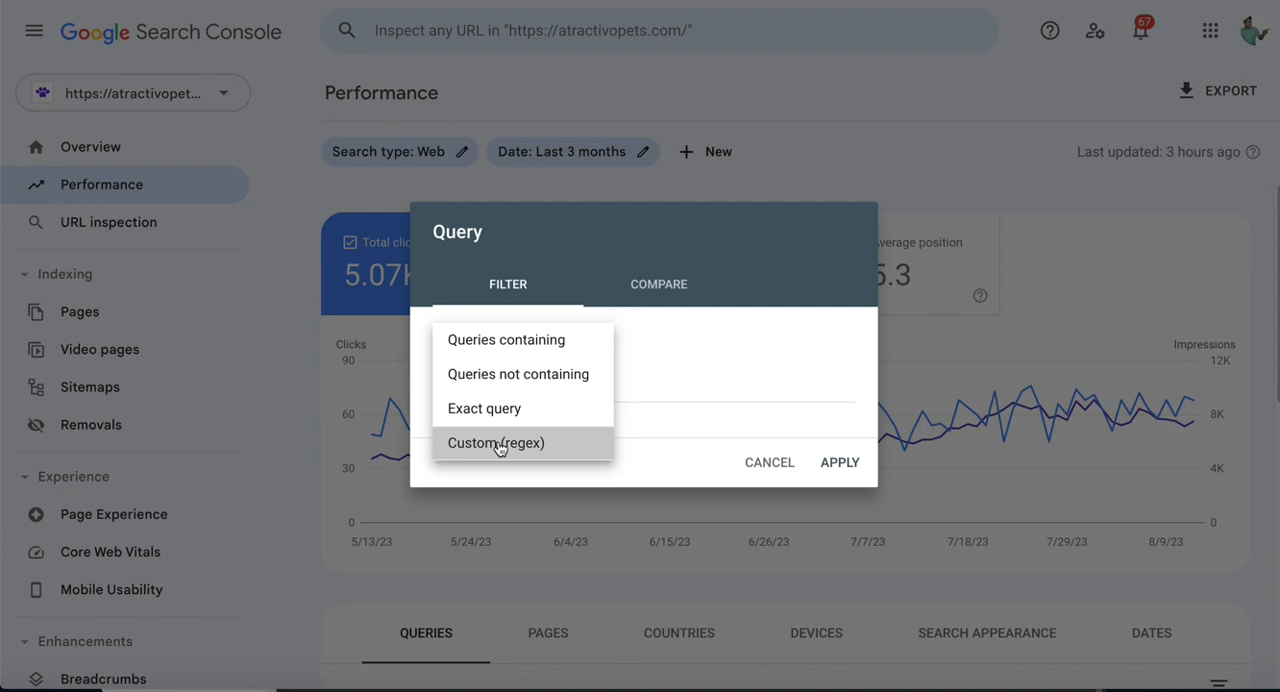 Google Search Console
Inspect any URL in "https://atractivopets.com/"
67
https://atractivopet...
Performance
EXPORT
Overview
Search type: Web
Date: Last 3 months
New
Last updated: 3 hours ago
Performance
URL inspection
Query
Total clic
verage position
5.07K
5.3
Indexing
FILTER
COMPARE
Pages
Queries containing
Clicks
Impressions
Video pages
90
12K
Queries not containing
Sitemaps
Exact query
60
8K
Removals
Custom (regex)
CANCEL
APPLY
30
4K
Experience
Page Experience
0
0
5/13/23
5/24/23
6/4/23
6/15/23
6/26/23
7/7/23
7/18/23
7/29/23
8/9/23
Core Web Vitals
Mobile Usability
QUERIES
PAGES
COUNTRIES
DEVICES
SEARCH APPEARANCE
DATES
Enhancements
Breadcrumbs